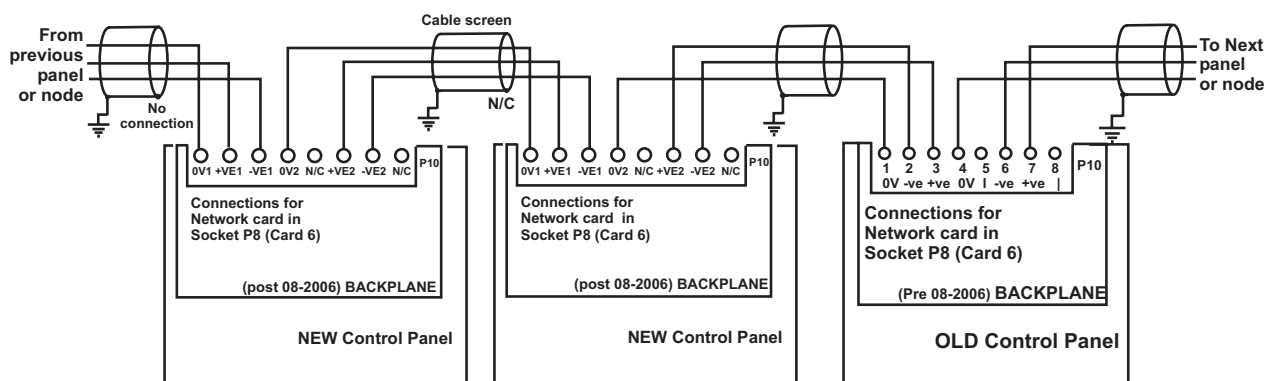 From
previous
panel
or node
No
connection
Cable screen
N/C
To Next
panel
or node
0V1 +VE1 -VE1 0V2 N/C +VE2 -VE2 N/C
P10
Connections for
Network card in
Socket P8 (Card 6)
(post 08-2006) BACKPLANE
NEW Control Panel
0V1 +VE1 -VE1 0V2 N/C +VE2 -VE2 N/C
P10
Connections for
Network card in
Socket P8 (Card 6)
(post 08-2006) BACKPLANE
NEW Control Panel
1 2 3 4 5 6 7 8
0V -ve +ve 0V I -ve +ve |
P10
Connections for
Network card in
Socket P8 (Card 6)
(Pre 08-2006) BACKPLANE
OLD Control Panel